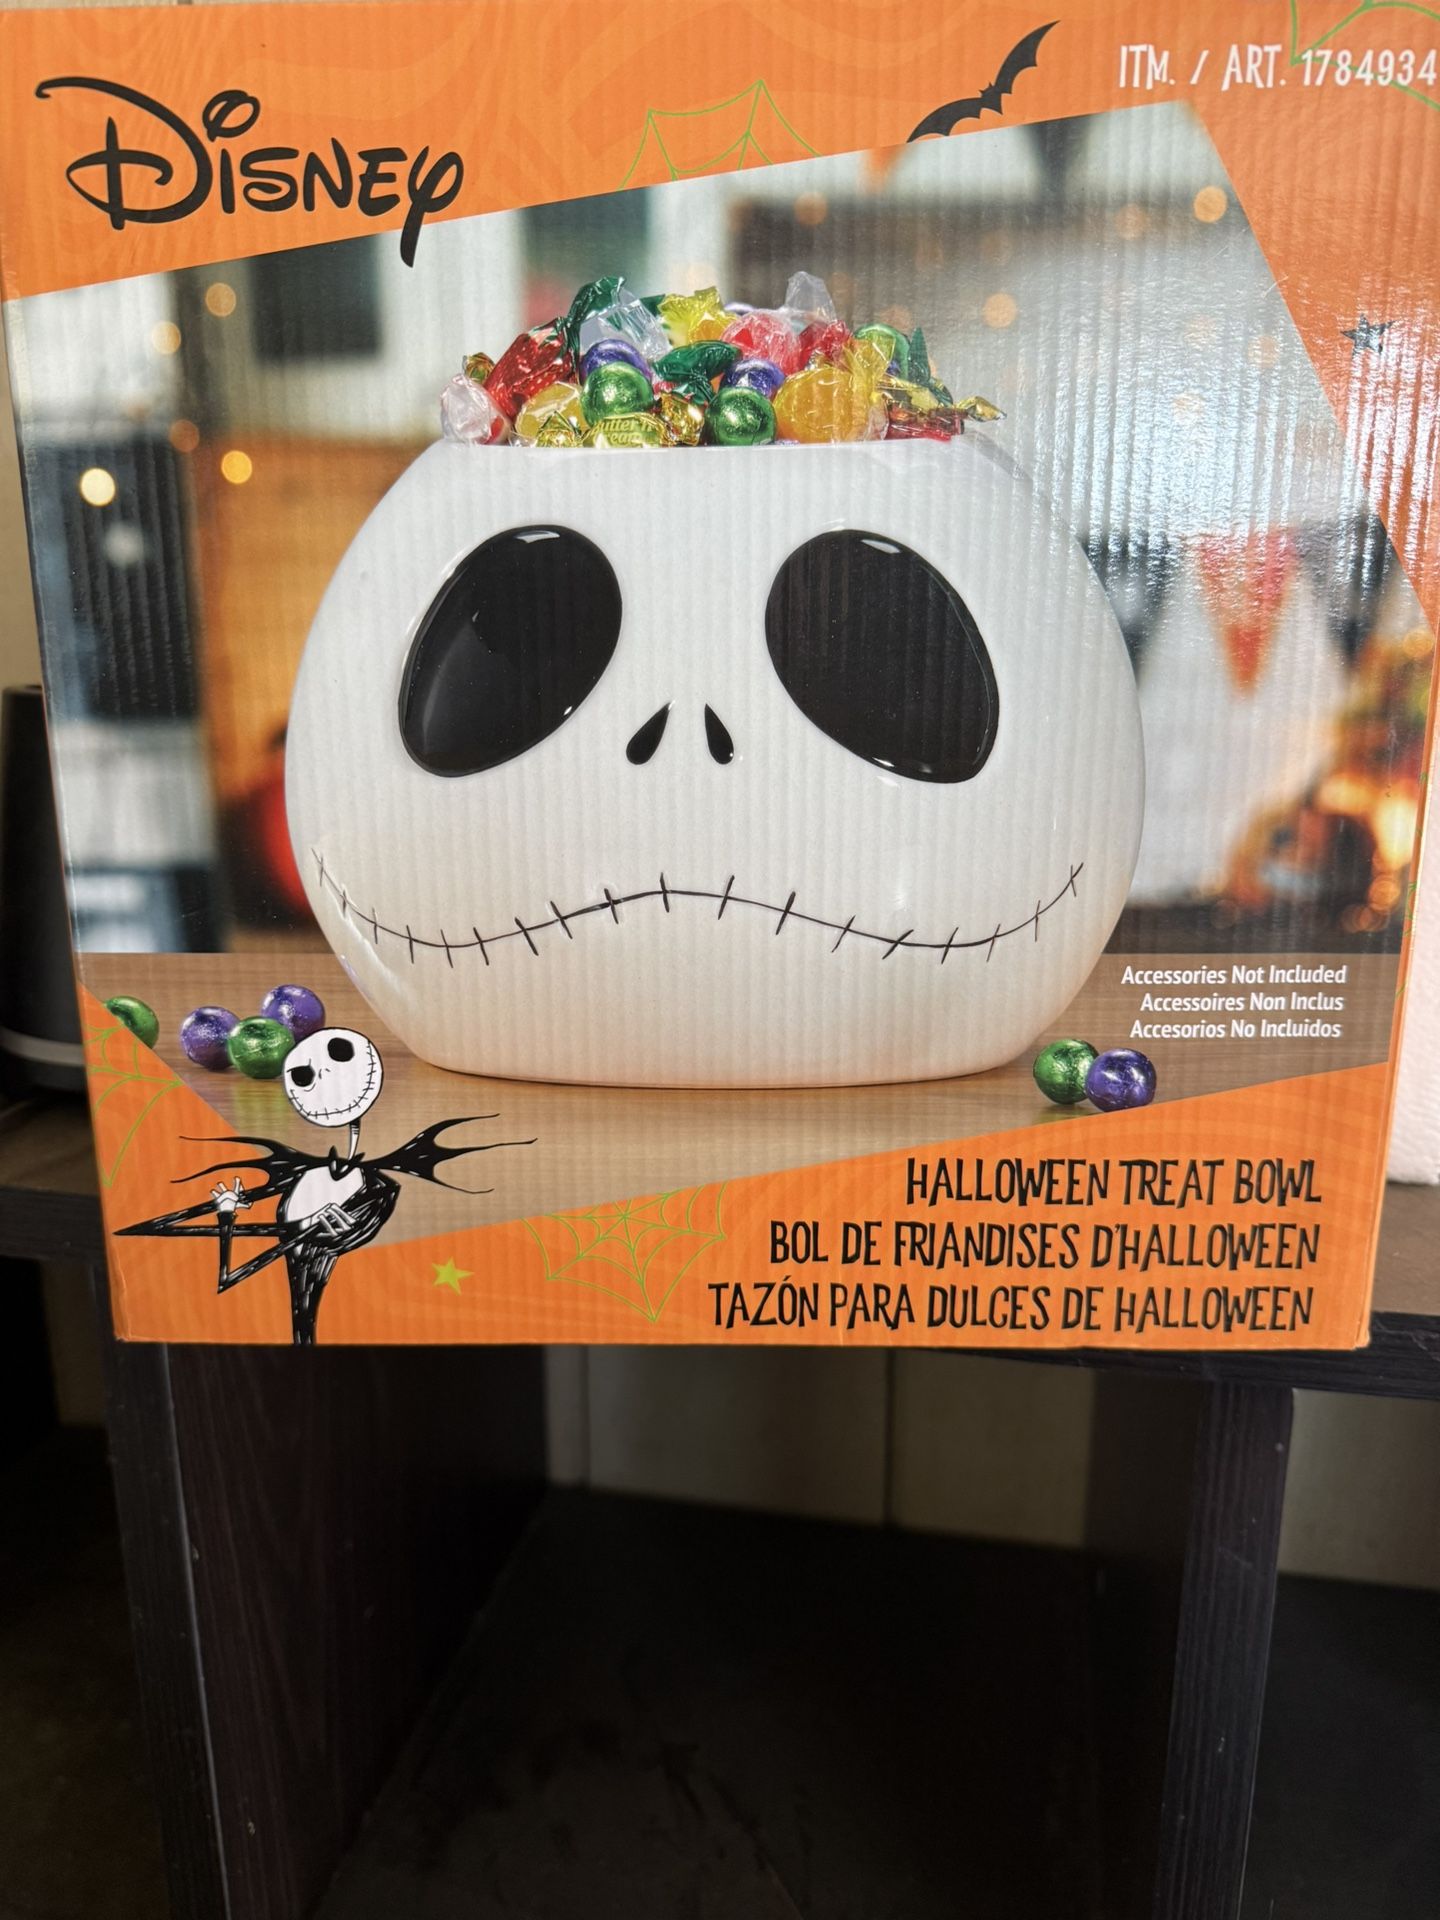 ITM. / ART. 1784934
Disney
Accessories Not Included
Accessoires Non Inclus
Accesorios No Incluidos
HALLOWEEN TREAT BOWL
BOL DE FRIANDISES D'HALLOWEEN
TAZÓN PARA DULCES DE HALLOWEEN